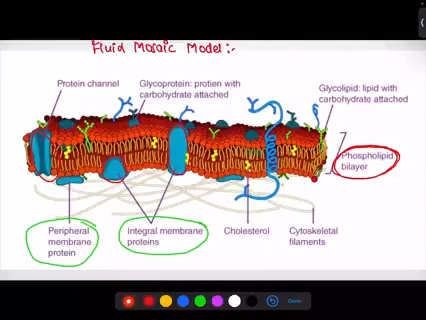 Fluid Mosaic Model:-
Protein channel
Glycoprotein: protien with
carbohydrate attached
Glycolipid: lipid with
carbohydrate attached
Phospholipid
bilayer
Peripheral
membrane
protein
Integral membrane
proteins
Cholesterol
Cytoskeletal
filaments
Done